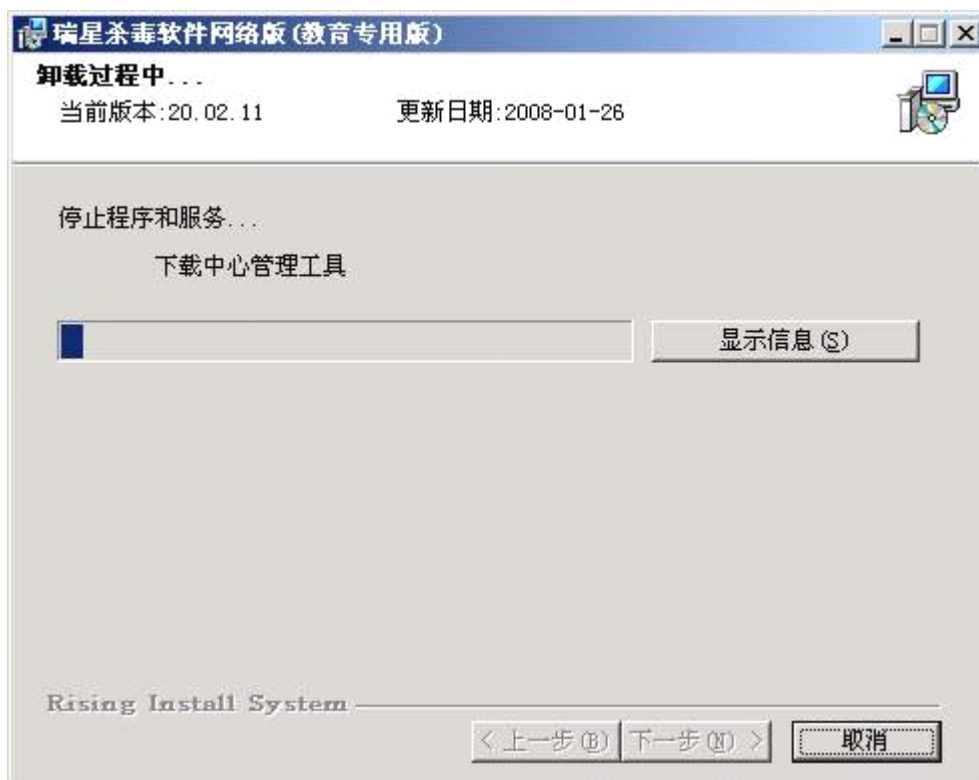 瑞星杀毒软件网络版(教育专用版)
卸载过程中...
当前版本:20.02.11 更新日期:2008-01-26
停止程序和服务...
下载中心管理工具
显示信息(S)
Rising Install System
< 上一步(B) 下一步(N) > 取消